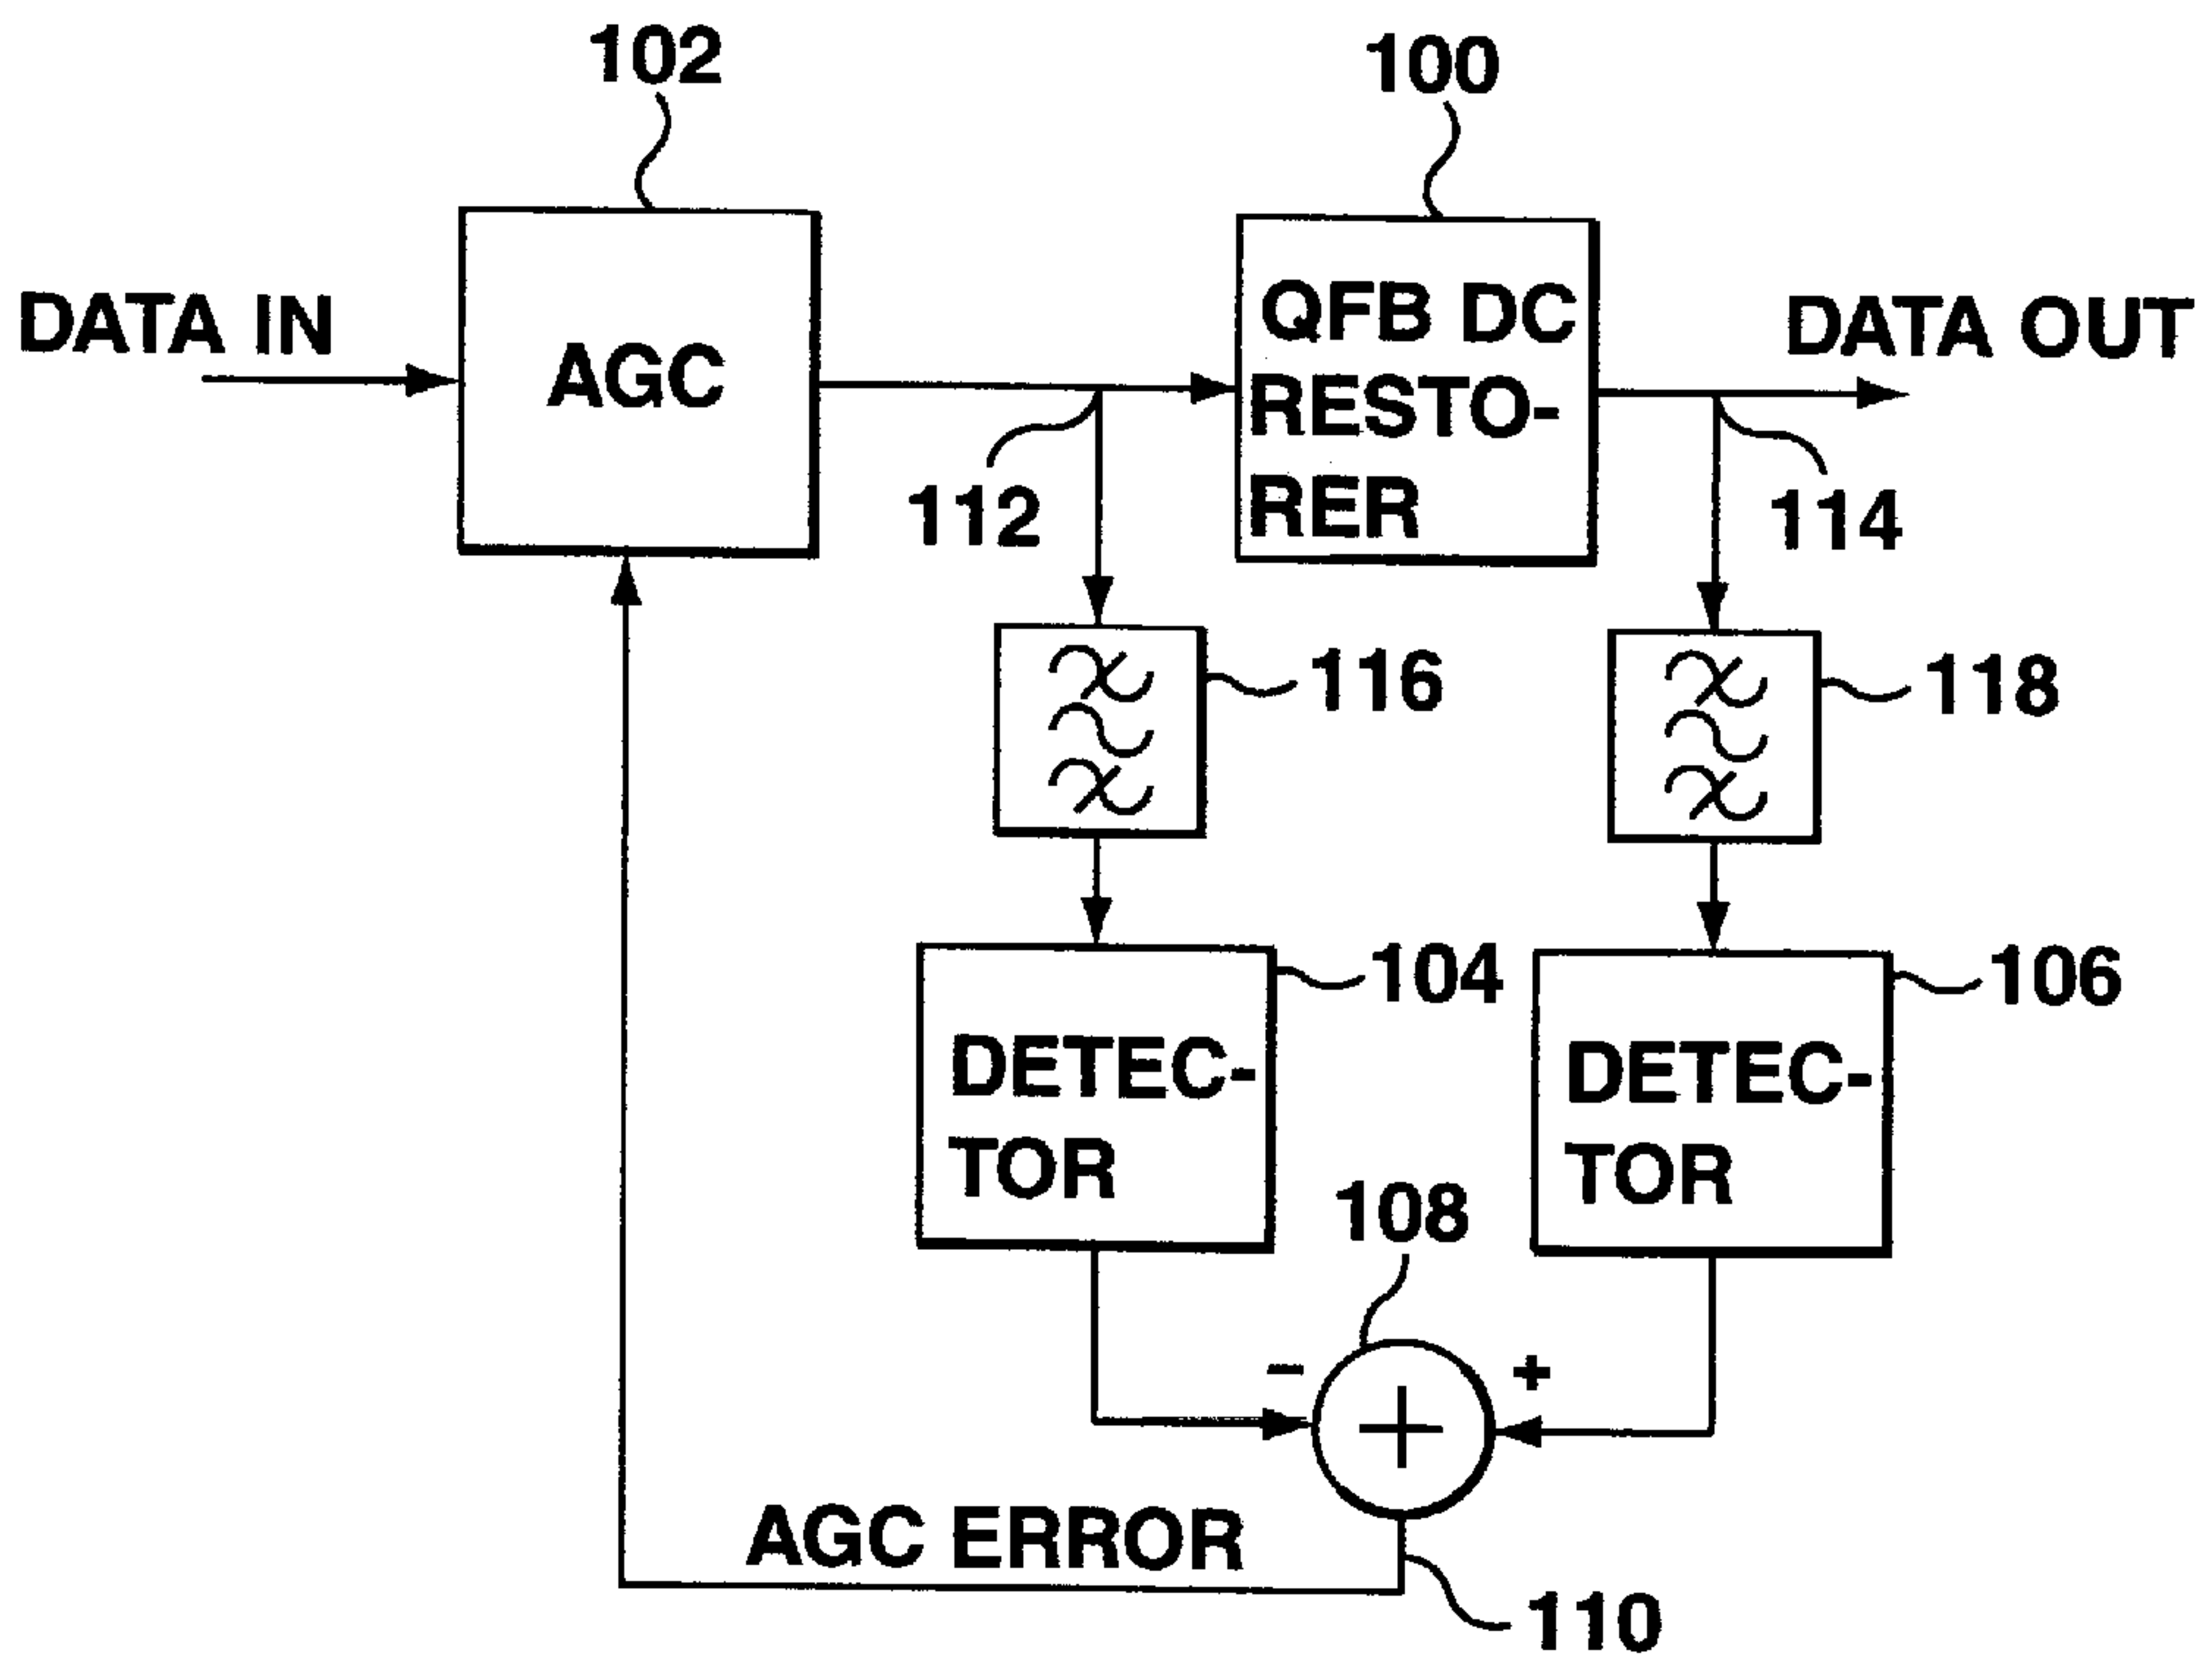 102
100
DATA IN
AGC
QFB DC
RESTO-
RER
DATA OUT
112
114
116
118
104
106
DETEC-
TOR
DETEC-
TOR
108
-
+
+
AGC ERROR
110